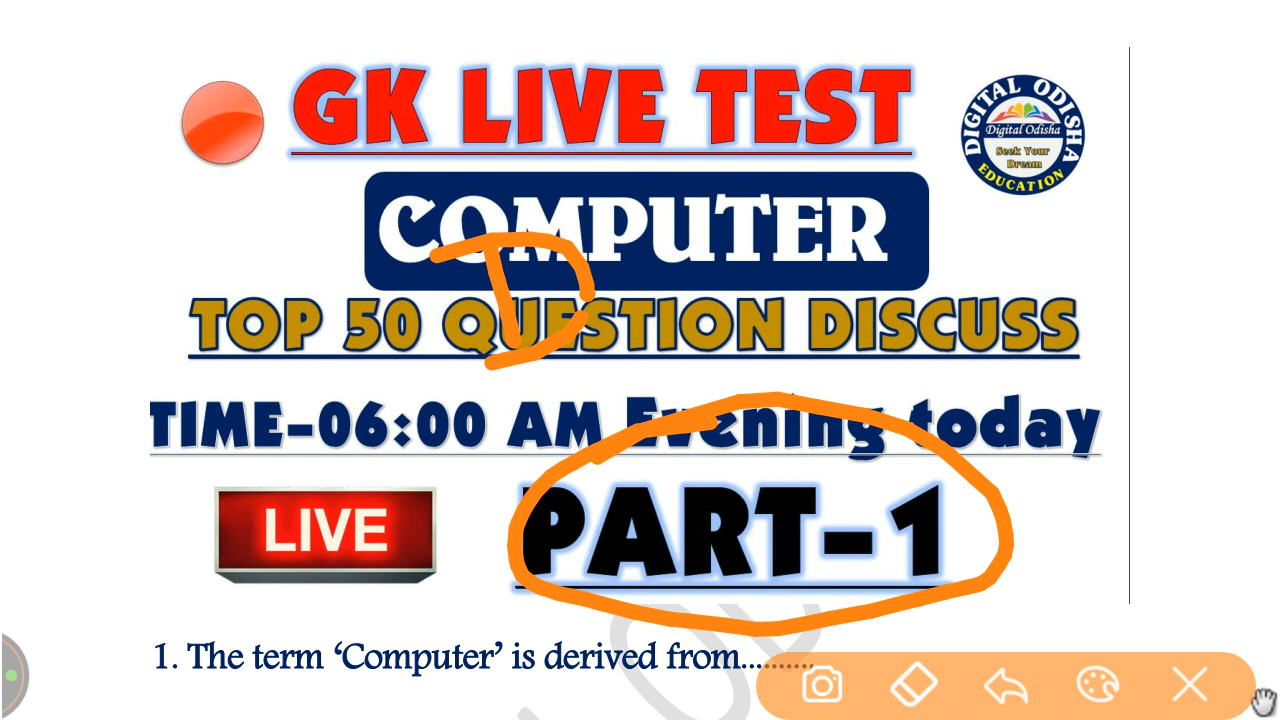 GK LIVE TEST
DIGITAL ODISHA
Digital Odisha
Seek Your
Dream
EDUCATION
COMPUTER
D
TOP 50 QUESTION DISCUSS
TIME-06:00 AM Evening today
LIVE
PART-1
1. The term ‘Computer’ is derived from..........